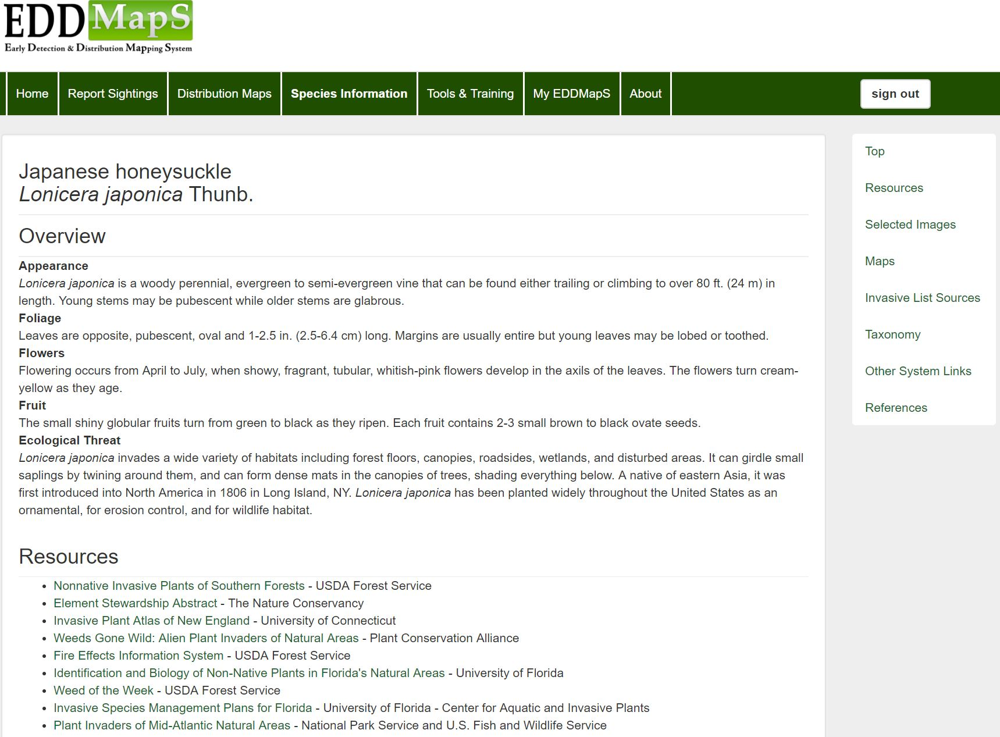 EDDMapS
Early Detection & Distribution Mapping System
Home
Report Sightings
Distribution Maps
Species Information
Tools & Training
My EDDMapS
About
sign out
Japanese honeysuckle
Lonicera japonica Thunb.
Overview
Appearance
Lonicera japonica is a woody perennial, evergreen to semi-evergreen vine that can be found either trailing or climbing to over 80 ft. (24 m) in
length. Young stems may be pubescent while older stems are glabrous.
Foliage
Leaves are opposite, pubescent, oval and 1-2.5 in. (2.5-6.4 cm) long. Margins are usually entire but young leaves may be lobed or toothed.
Flowers
Flowering occurs from April to July, when showy, fragrant, tubular, whitish-pink flowers develop in the axils of the leaves. The flowers turn cream-
yellow as they age.
Fruit
The small shiny globular fruits turn from green to black as they ripen. Each fruit contains 2-3 small brown to black ovate seeds.
Ecological Threat
Lonicera japonica invades a wide variety of habitats including forest floors, canopies, roadsides, wetlands, and disturbed areas. It can girdle small
saplings by twining around them, and can form dense mats in the canopies of trees, shading everything below. A native of eastern Asia, it was
first introduced into North America in 1806 in Long Island, NY. Lonicera japonica has been planted widely throughout the United States as an
ornamental, for erosion control, and for wildlife habitat.
Resources
• Nonnative Invasive Plants of Southern Forests - USDA Forest Service
• Element Stewardship Abstract - The Nature Conservancy
• Invasive Plant Atlas of New England - University of Connecticut
• Weeds Gone Wild: Alien Plant Invaders of Natural Areas - Plant Conservation Alliance
• Fire Effects Information System - USDA Forest Service
• Identification and Biology of Non-Native Plants in Florida's Natural Areas - University of Florida
• Weed of the Week - USDA Forest Service
• Invasive Species Management Plans for Florida - University of Florida - Center for Aquatic and Invasive Plants
• Plant Invaders of Mid-Atlantic Natural Areas - National Park Service and U.S. Fish and Wildlife Service
Top
Resources
Selected Images
Maps
Invasive List Sources
Taxonomy
Other System Links
References